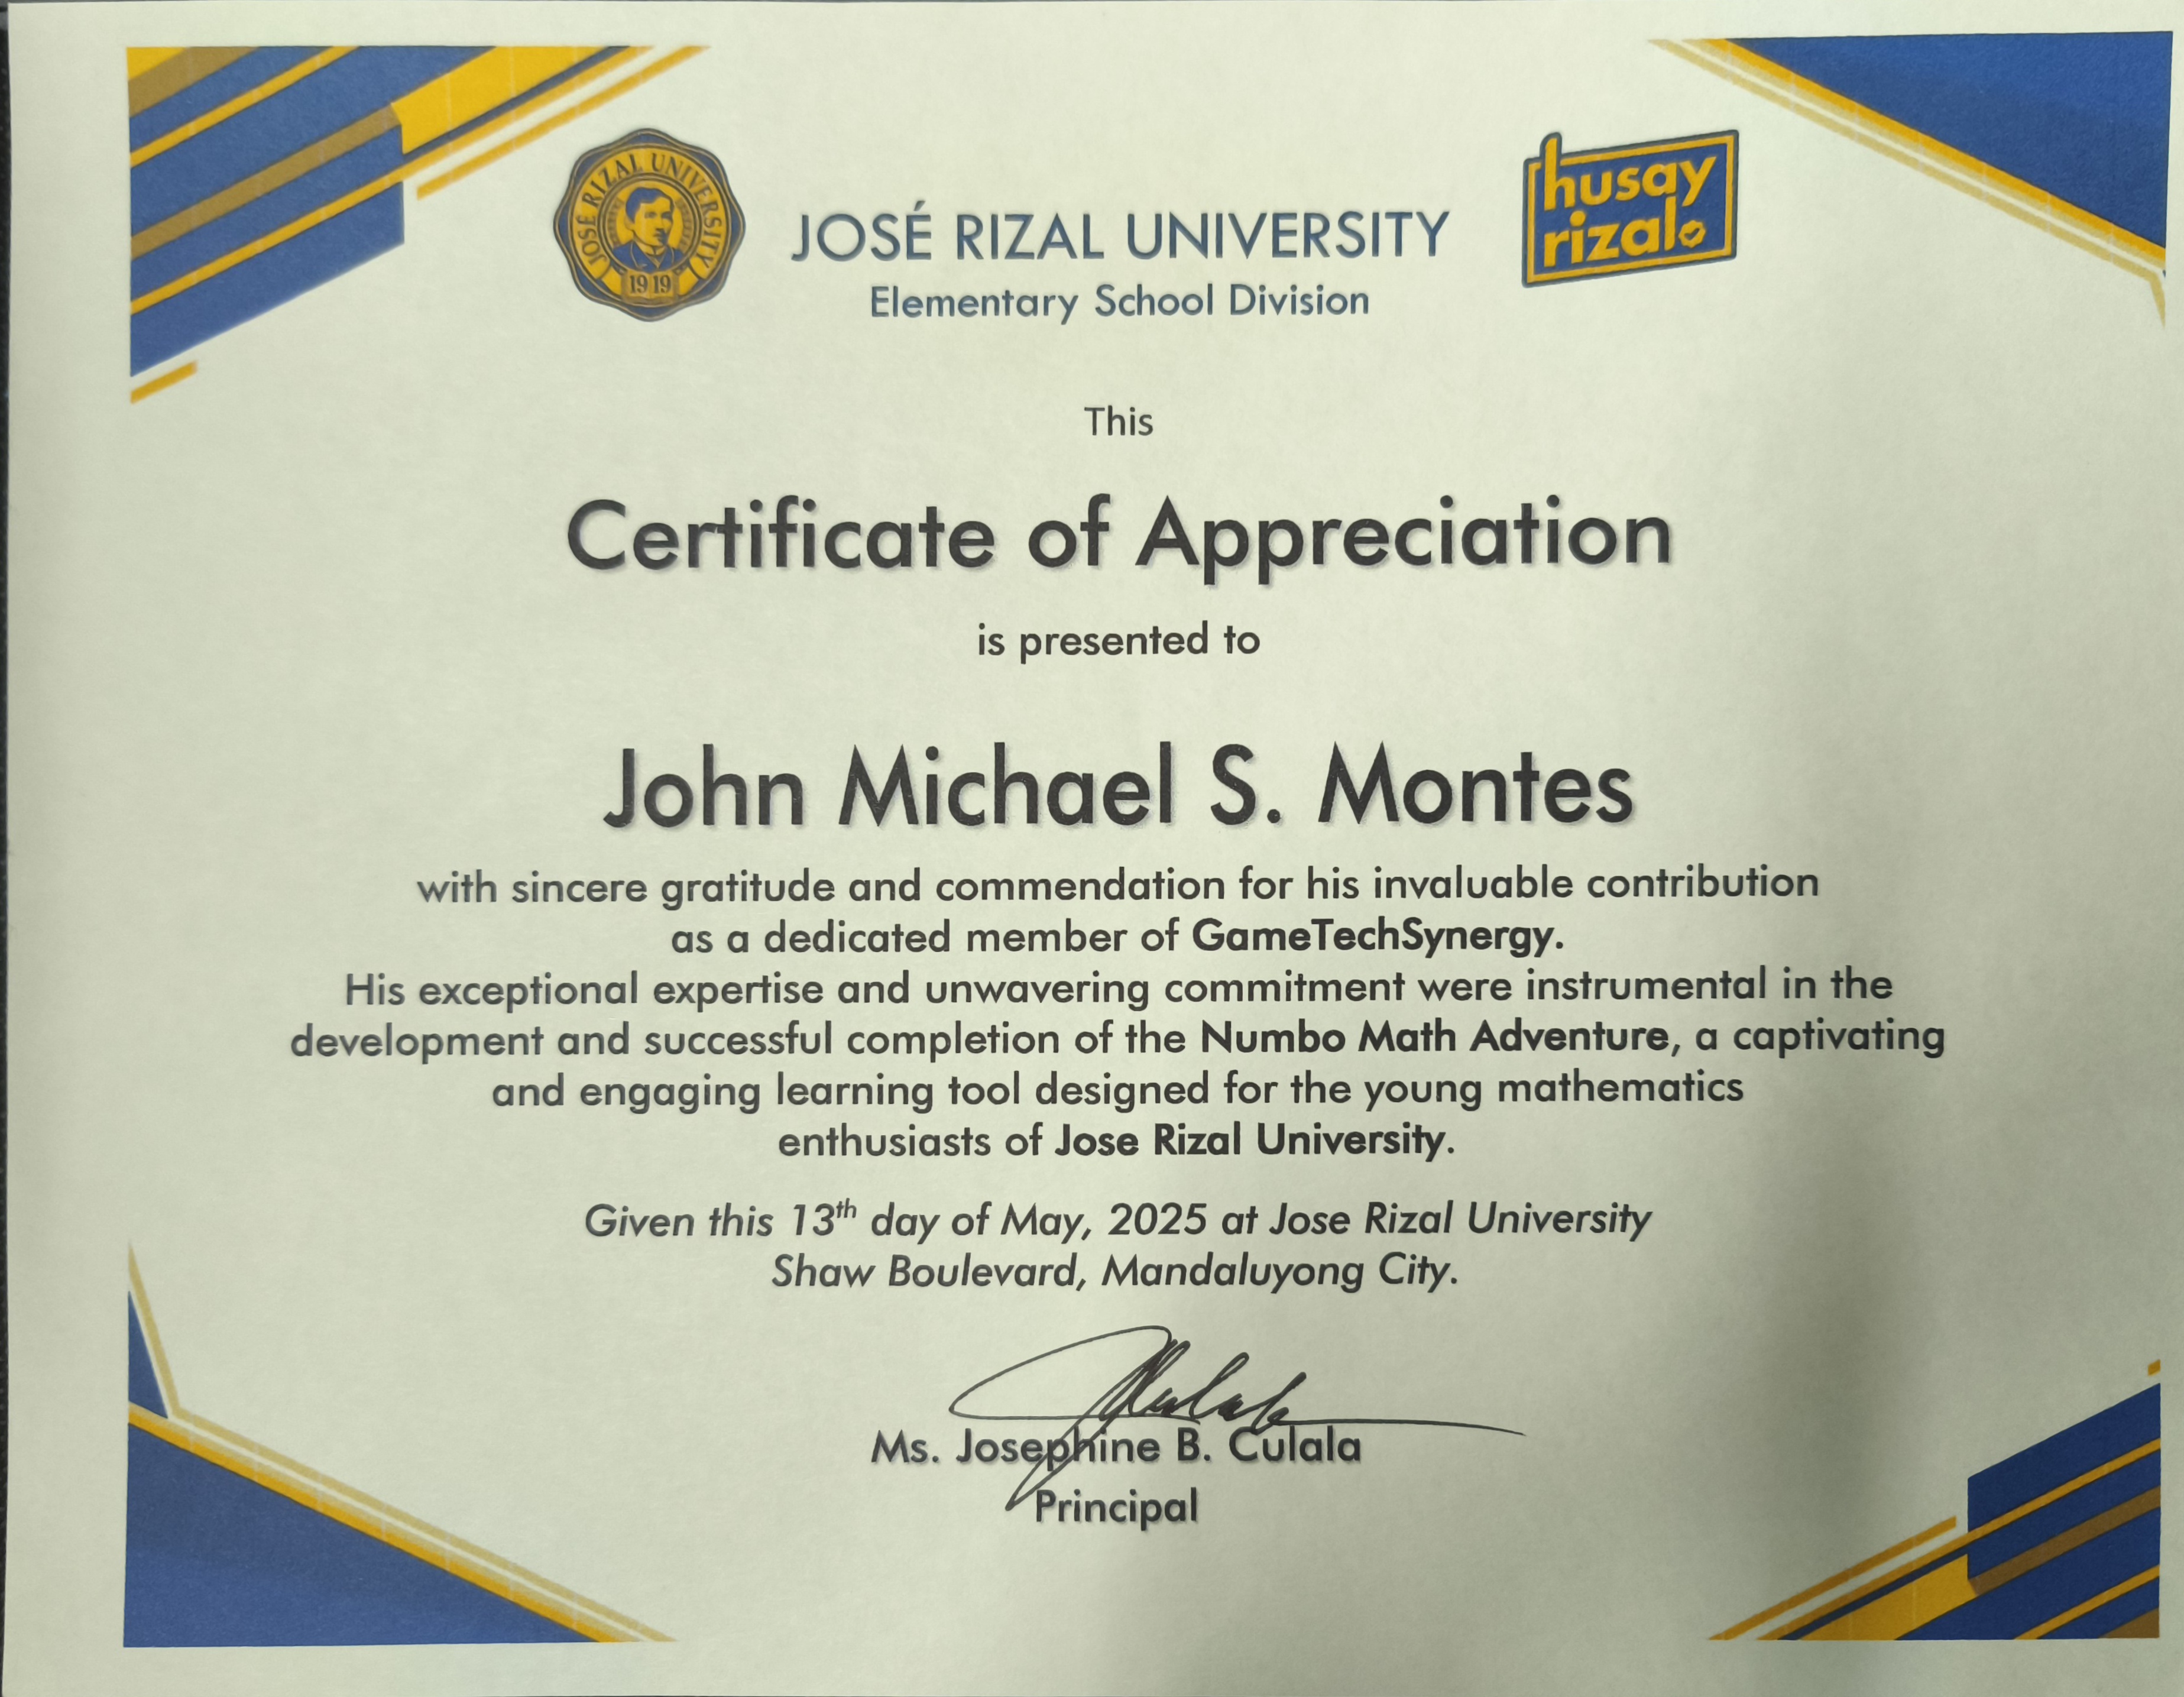 JOSÉ RIZAL UNIVERSITY
1919
JOSÉ RIZAL UNIVERSITY
Elementary School Division
husay
rizal
This
Certificate of Appreciation
is presented to
John Michael S. Montes
with sincere gratitude and commendation for his invaluable contribution
as a dedicated member of GameTechSynergy.
His exceptional expertise and unwavering commitment were instrumental in the
development and successful completion of the Numbo Math Adventure, a captivating
and engaging learning tool designed for the young mathematics
enthusiasts of Jose Rizal University.
Given this 13th day of May, 2025 at Jose Rizal University
Shaw Boulevard, Mandaluyong City.
Ms. Josephine B. Culala
Principal